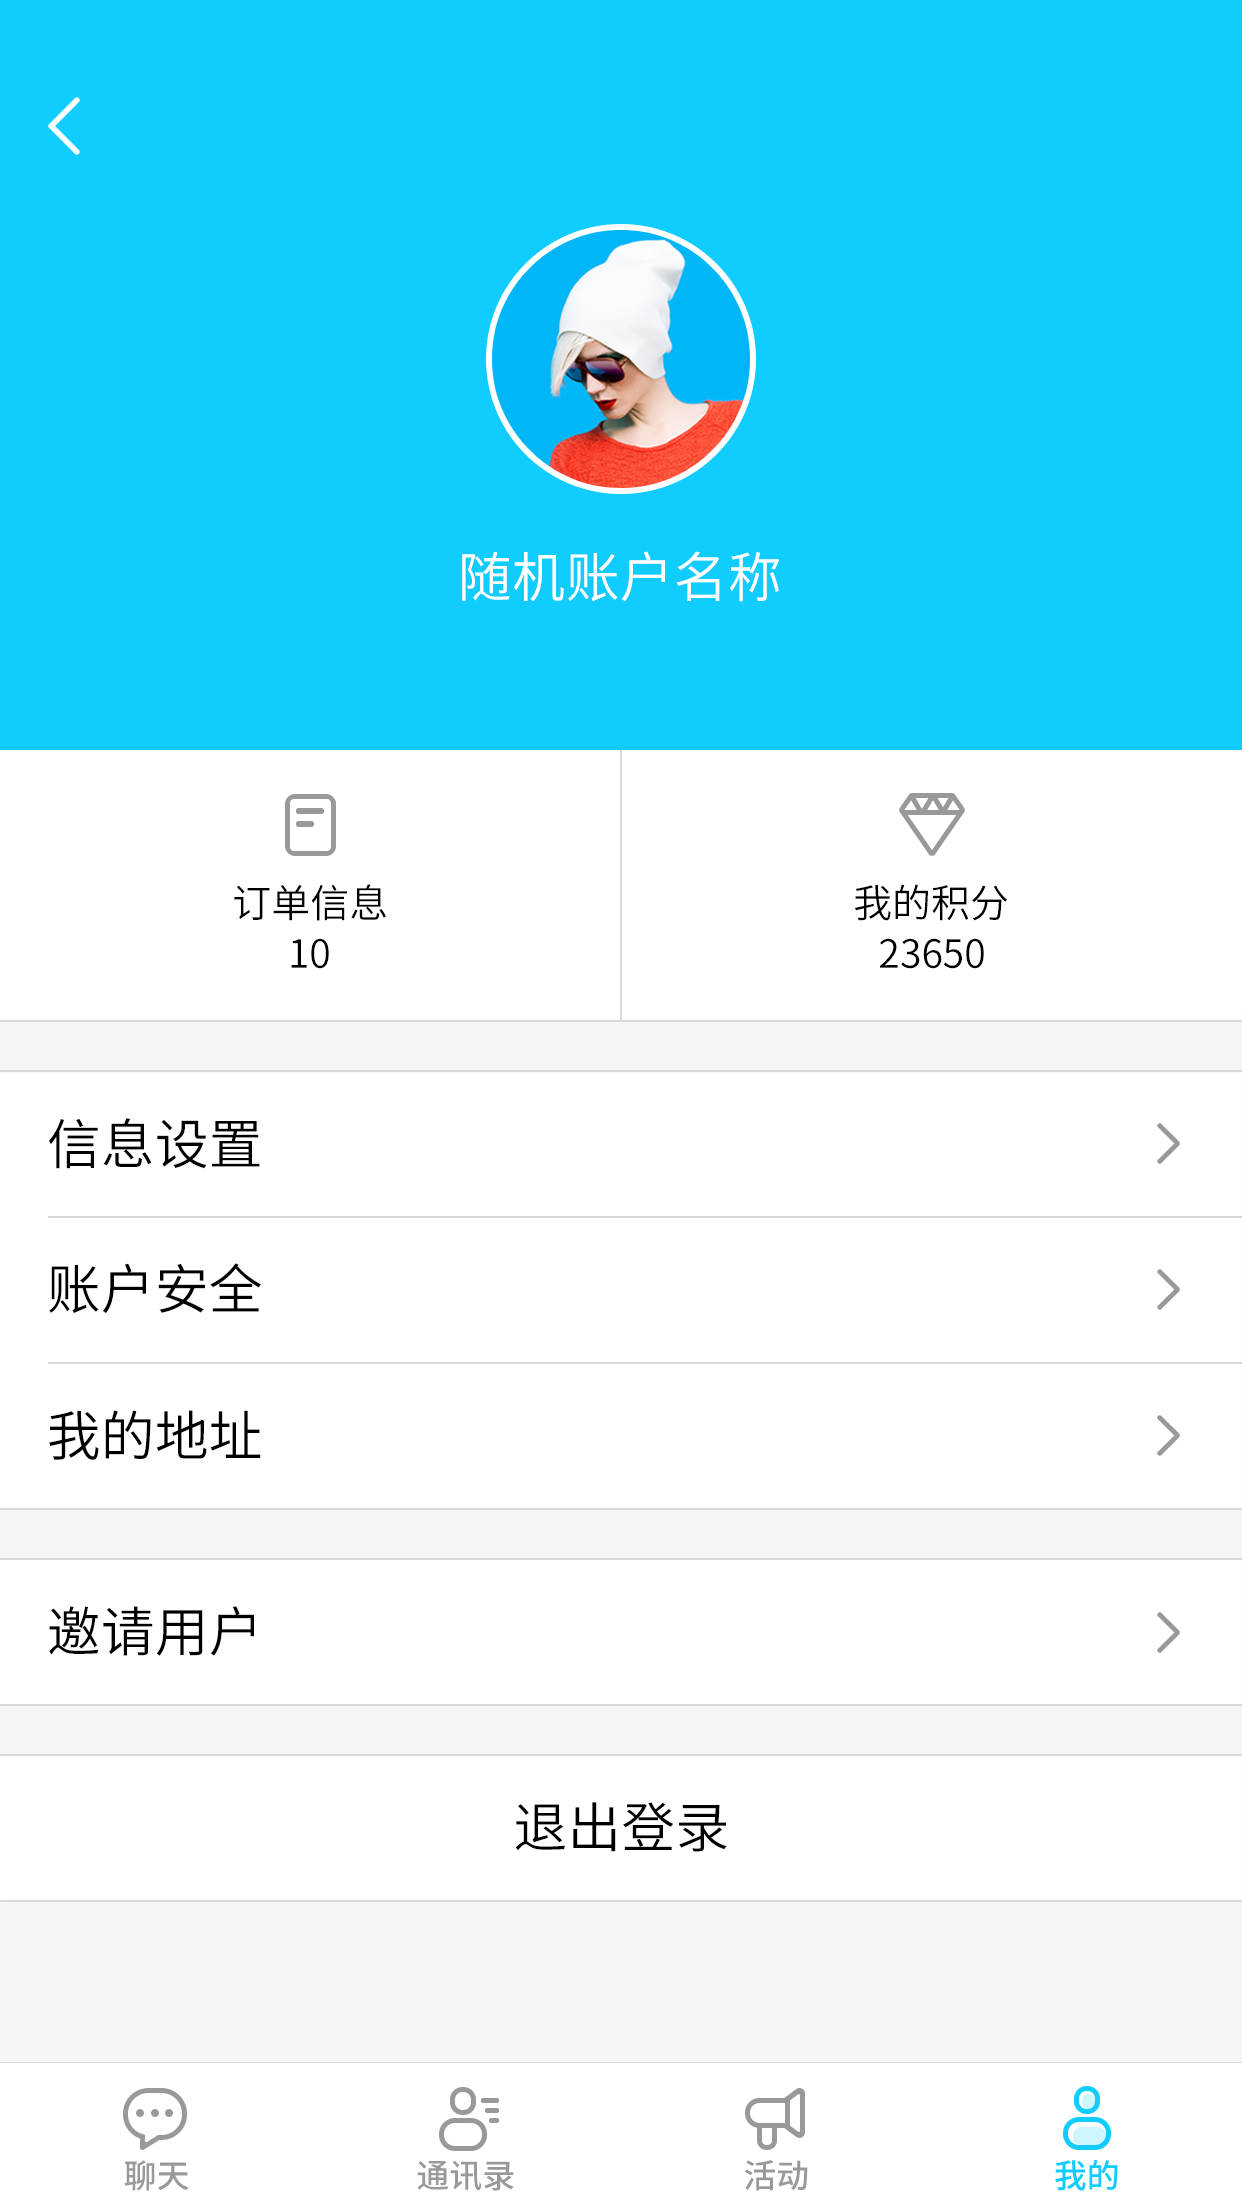 随机账户名称
订单信息
10
我的积分
23650
信息设置
账户安全
我的地址
邀请用户
退出登录
聊天
通讯录
活动
我的